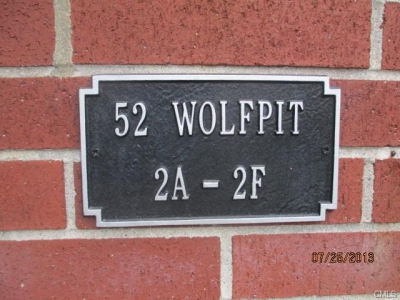 52 WOLFPIT
2A - 2F
07/26/2013
CMLS